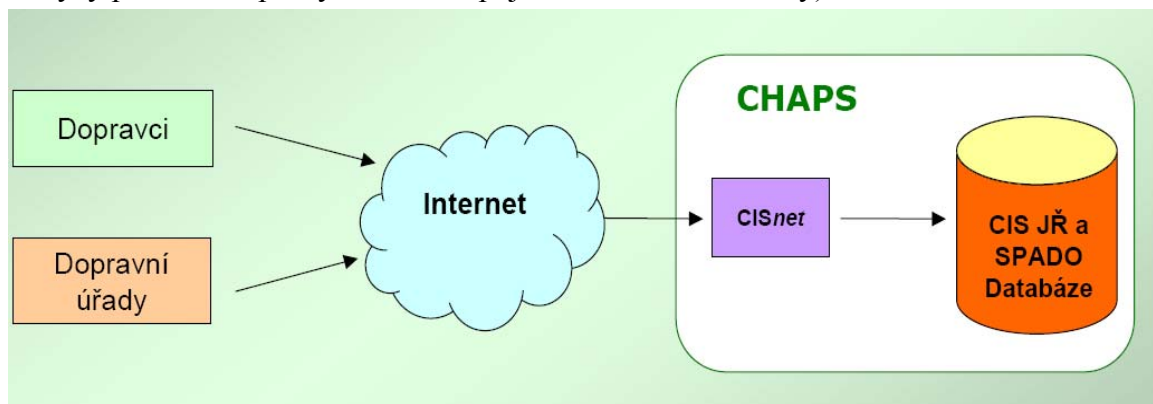 Dopravci
Dopravní
úřady
Internet
CHAPS
CISnet
CIS JŘ a
SPADO
Databáze